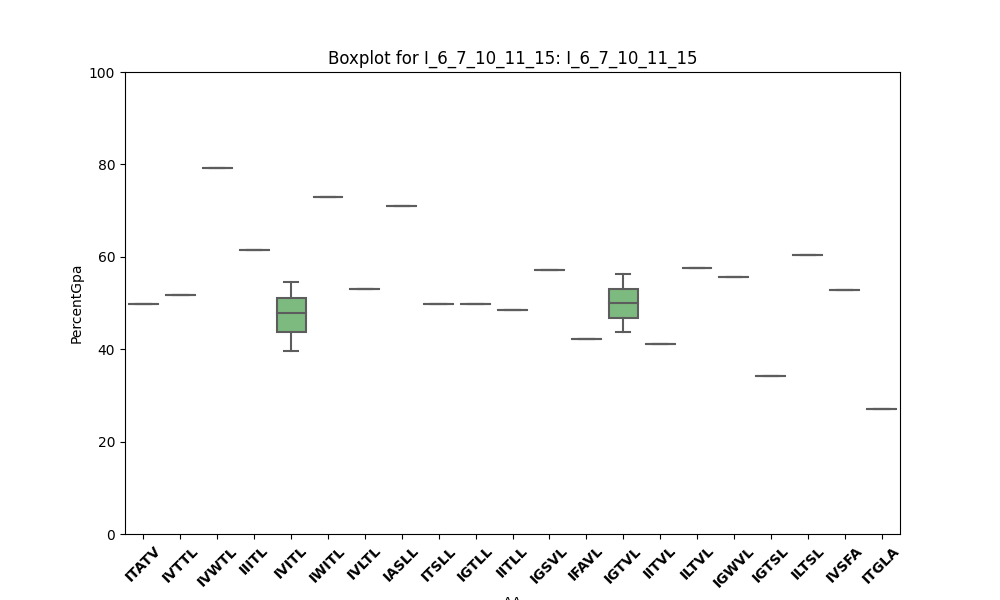 Boxplot for I_6_7_10_11_15: I_6_7_10_11_15
100
80
60
40
20
0
PercentGpa
ITATV
IVTTL
IVWTL
IIITL
IVITL
IWITL
IVLTL
IASLL
ITSLL
IGTLL
IITLL
IGSVL
IFAVL
IGTVL
IITVL
ILTVL
IGWVL
IGTSL
ILTSL
IVSFA
ITGLA